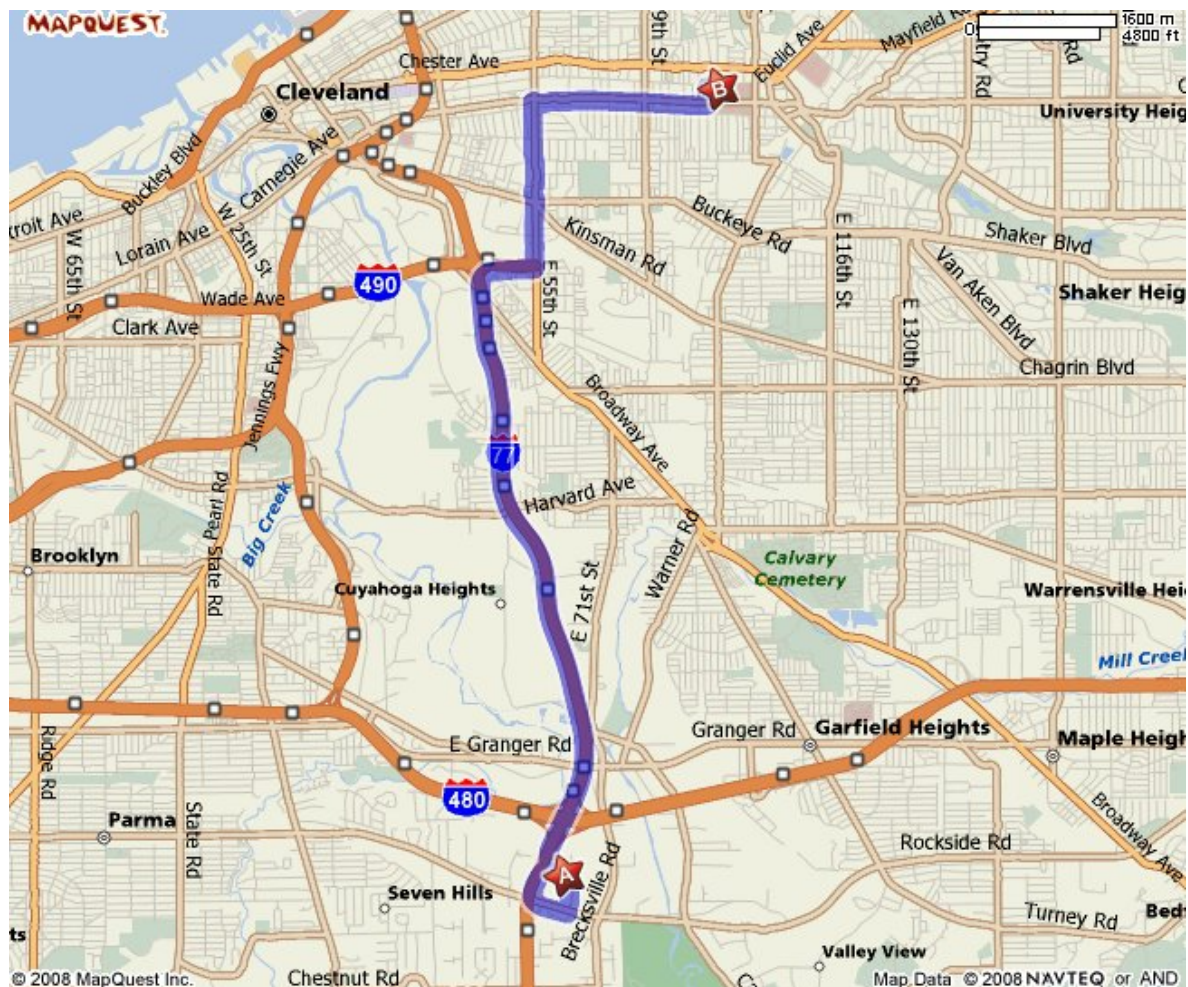 MAPQUEST.
1600 m
4800 ft
9th St
Euclid Ave
Mayfield Rd
Rd
Chester Ave
Cleveland
B
University Heig
Buckley Blvd
Carnegie Ave
troit Ave
Lorain Ave
W 25th St
W 65th St
Buckeye Rd
Kinsman Rd
E 116th St
Shaker Blvd
Van Aken Blvd
Shaker Heig
490
Wade Ave
E 55th St
Clark Ave
E 130th St
Chagrin Blvd
Jennings Fwy
Broadway Ave
77
Harvard Ave
Pearl Rd
State Rd
Big Creek
Brooklyn
Warner Rd
Calvary
Cemetery
Cuyahoga Heights
E 71st St
Warrensville Hei
Mill Creek
Ridge Rd
E Granger Rd
Granger Rd
Garfield Heights
Maple Heigh
480
Parma
State Rd
Broadway Ave
Rockside Rd
A
Seven Hills
Brecksville Rd
Turney Rd
Bedf
ts
Valley View
Chestnut Rd
© 2008 MapQuest Inc.
Map Data © 2008 NAVTEQ or AND